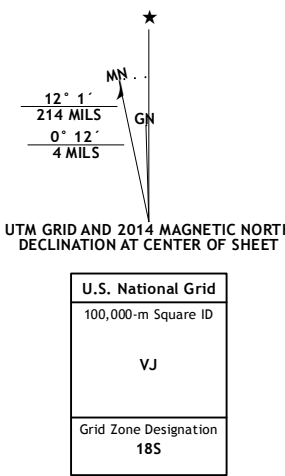 ★
MN
12° 1´
214 MILS
GN
0° 12´
4 MILS
UTM GRID AND 2014 MAGNETIC NORTH
DECLINATION AT CENTER OF SHEET
U.S. National Grid
100,000-m Square ID
VJ
Grid Zone Designation
18S